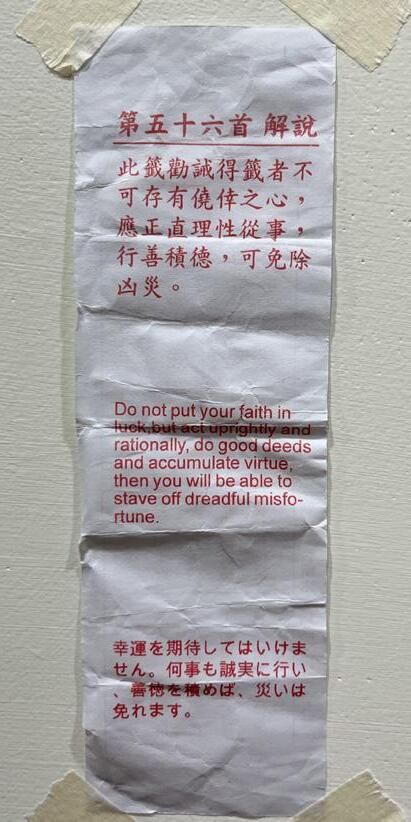 第五十六首 解說
此籤勸誡得籤者不
可存有僥倖之心，
應正直理性從事，
行善積德，可免除
凶災。
Do not put your faith in
luck,but act uprightly and
rationally, do good deeds
and accumulate virtue,
then you will be able to
stave off dreadful misfo-
rtune.
幸運を期待してはいけま
せん。何事も誠実に行い
、善徳を積めば、災いは
免れます。